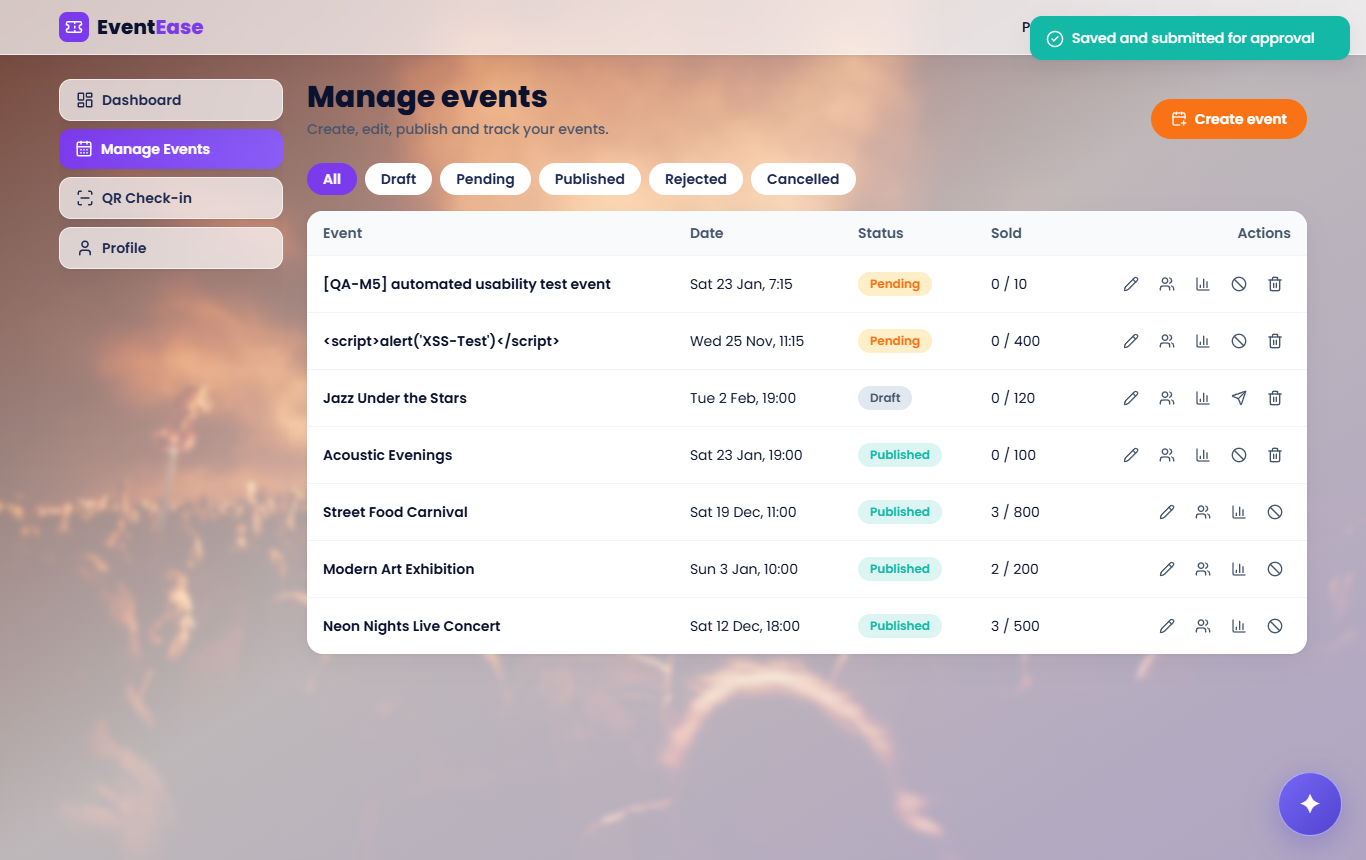 EventEase
P
Saved and submitted for approval
Dashboard
Manage Events
QR Check-in
Profile
Manage events
Create, edit, publish and track your events.
Create event
All Draft Pending Published Rejected Cancelled
Event Date Status Sold Actions
[QA-M5] automated usability test event Sat 23 Jan, 7:15 Pending 0 / 10
<script>alert('XSS-Test')</script> Wed 25 Nov, 11:15 Pending 0 / 400
Jazz Under the Stars Tue 2 Feb, 19:00 Draft 0 / 120
Acoustic Evenings Sat 23 Jan, 19:00 Published 0 / 100
Street Food Carnival Sat 19 Dec, 11:00 Published 3 / 800
Modern Art Exhibition Sun 3 Jan, 10:00 Published 2 / 200
Neon Nights Live Concert Sat 12 Dec, 18:00 Published 3 / 500